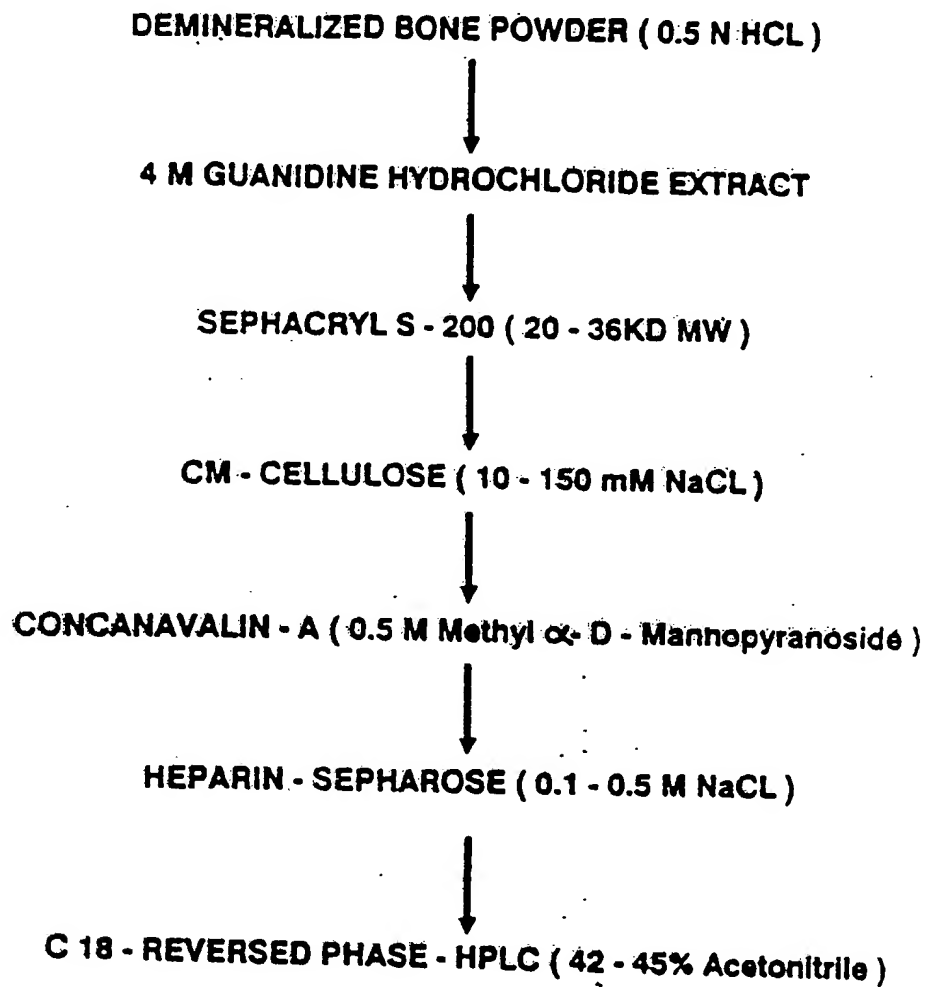 DEMINERALIZED BONE POWDER ( 0.5 N HCL )
4 M GUANIDINE HYDROCHLORIDE EXTRACT
SEPHACRYL S - 200 ( 20 - 36KD MW )
CM - CELLULOSE ( 10 - 150 mM NaCL )
CONCANAVALIN - A ( 0.5 M Methyl α- D - Mannopyranoside )
HEPARIN - SEPHAROSE ( 0.1 - 0.5 M NaCL )
C 18 - REVERSED PHASE - HPLC ( 42 - 45% Acetonitrile )